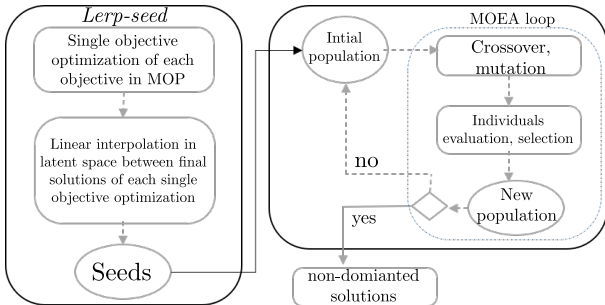 Lerp-seed
Single objective
optimization of each
objective in MOP
Linear interpolation in
latent space between final
solutions of each single
objective optimization
Seeds
MOEA loop
Intial
population
Crossover,
mutation
Individuals
evaluation, selection
New
population
no
yes
non-domianted
solutions